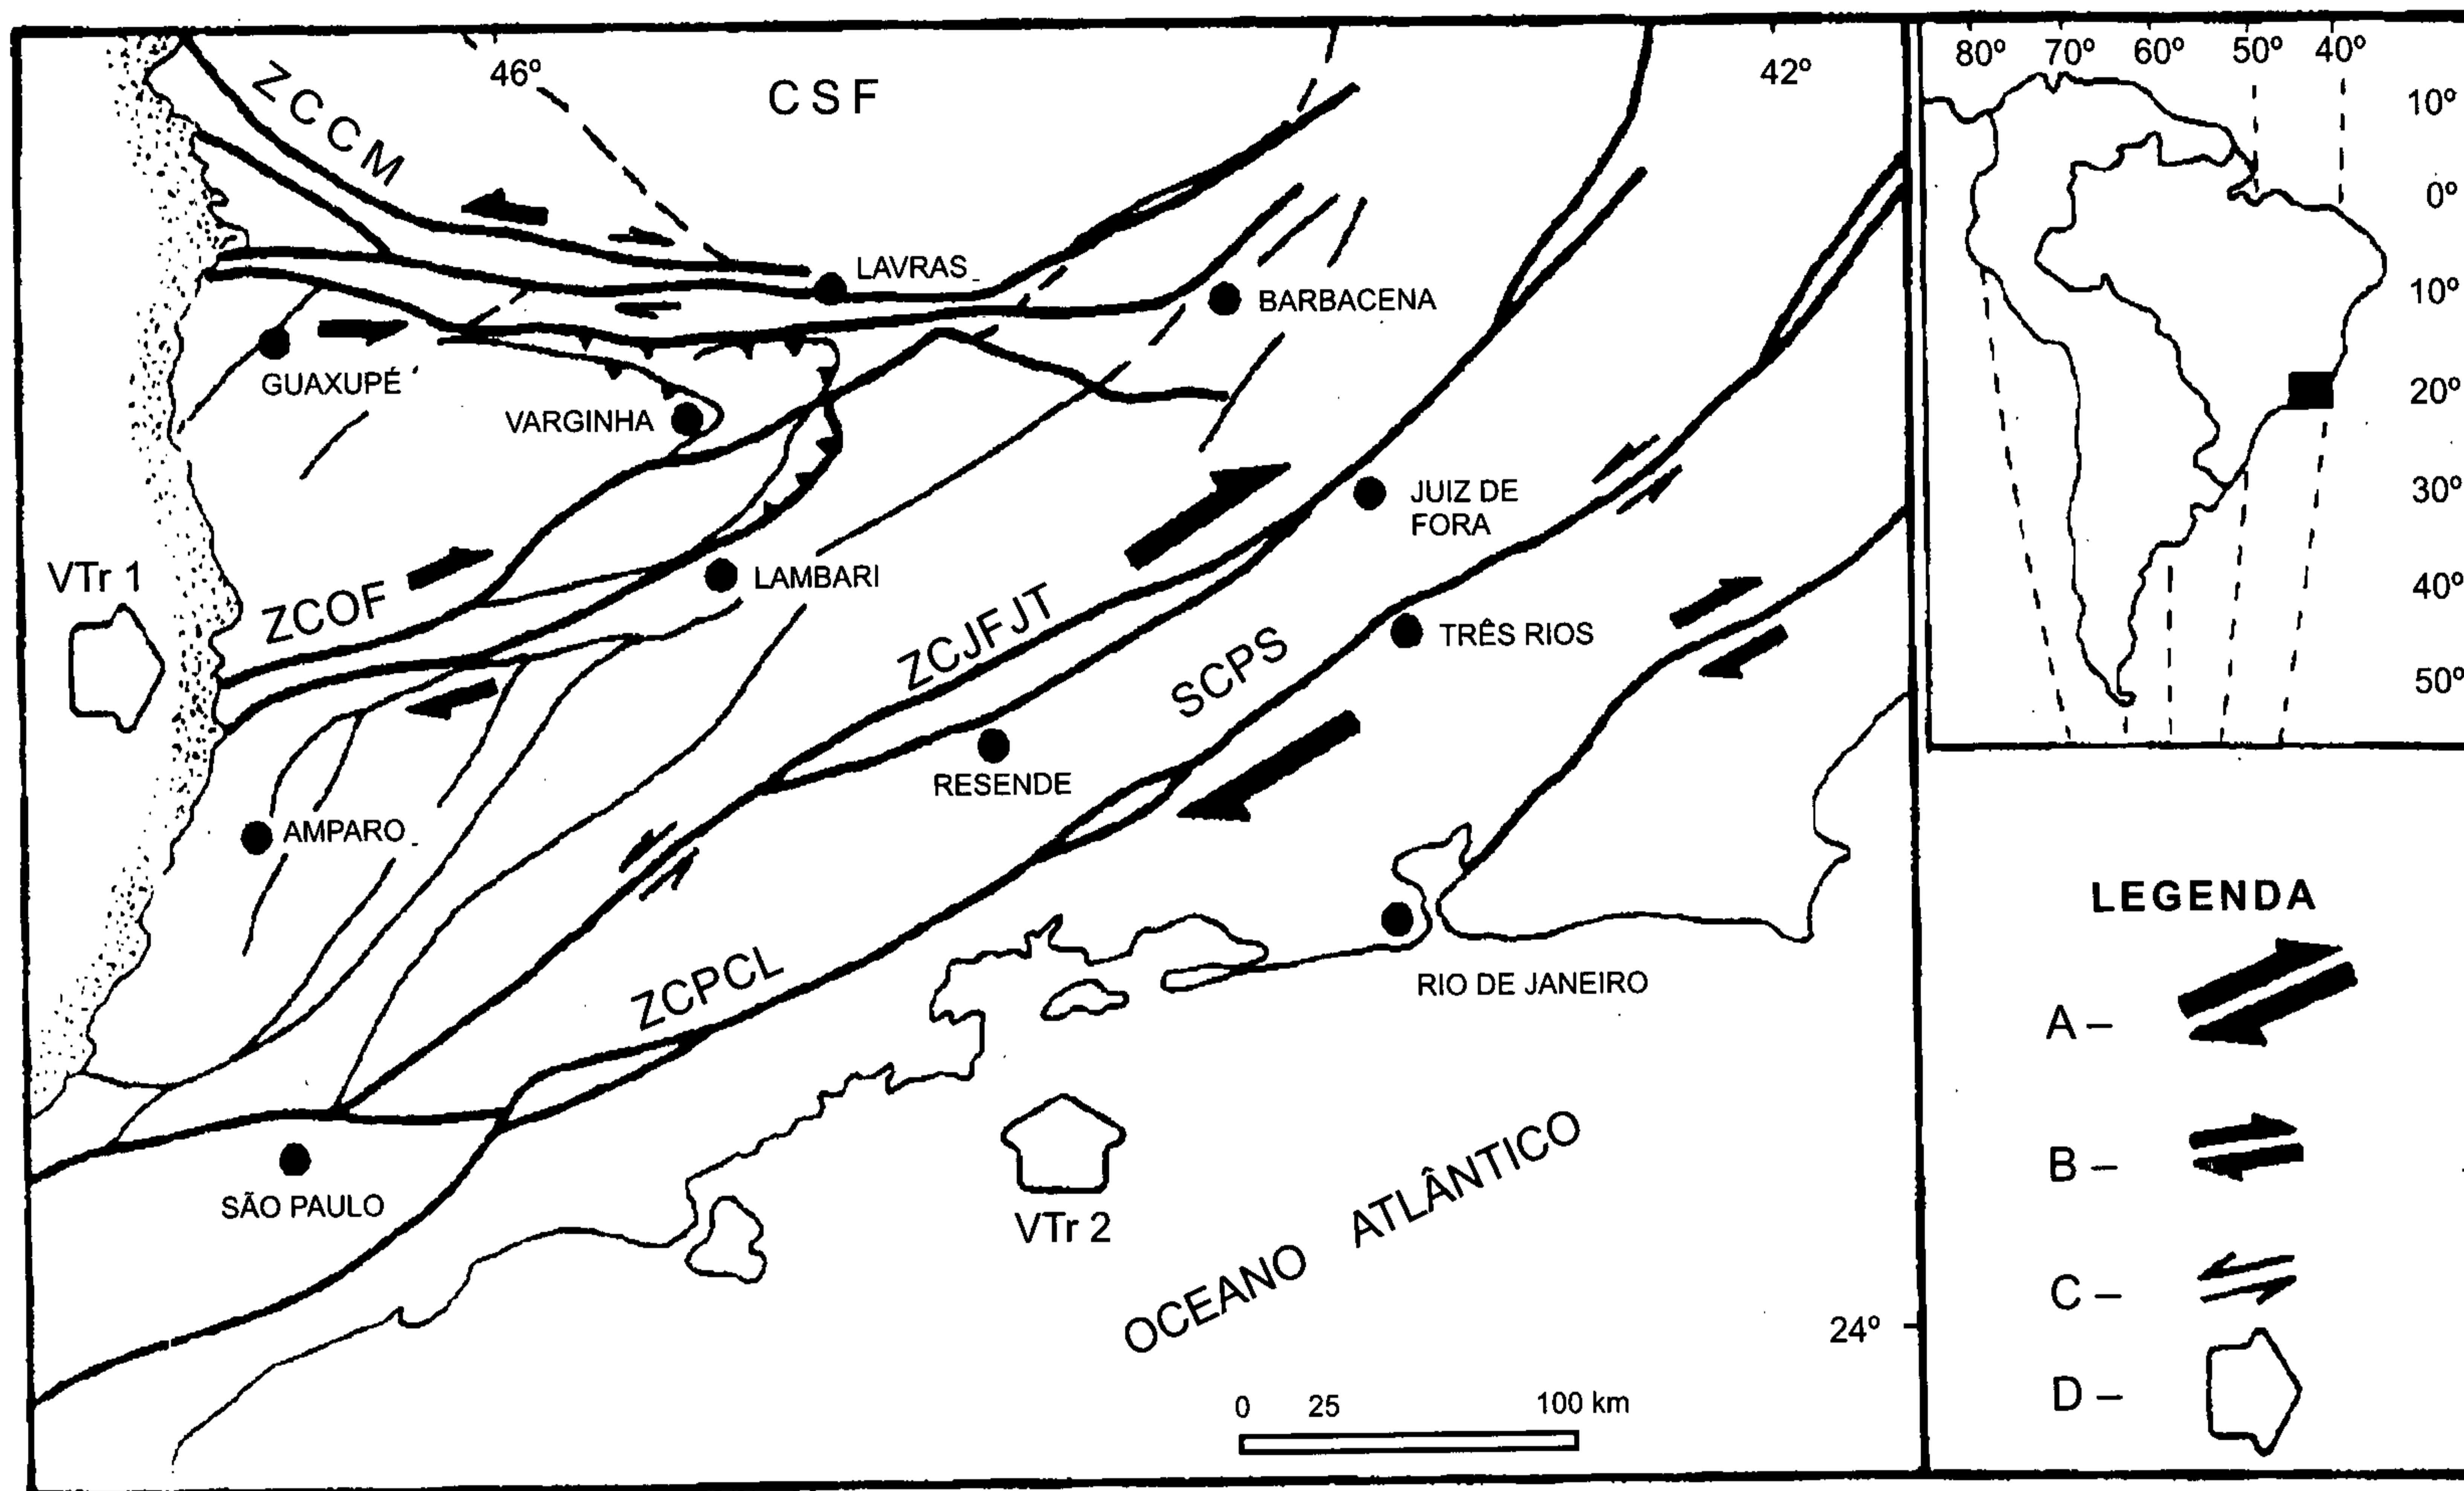 46º
CSF
42º
ZCCM
LAVRAS
BARBACENA
GUAXUPÉ
VARGINHA
JUIZ DE
FORA
VTr 1
ZCOF
LAMBARI
ZCJFJT
SCPS
TRÊS RIOS
RESENDE
AMPARO
ZCPCL
RIO DE JANEIRO
SÃO PAULO
VTr 2
OCEANO ATLÂNTICO
24º
0 25 100 km
80º 70º 60º 50º 40º
10º
0º
10º
20º
30º
40º
50º
LEGENDA
A –
B –
C –
D –